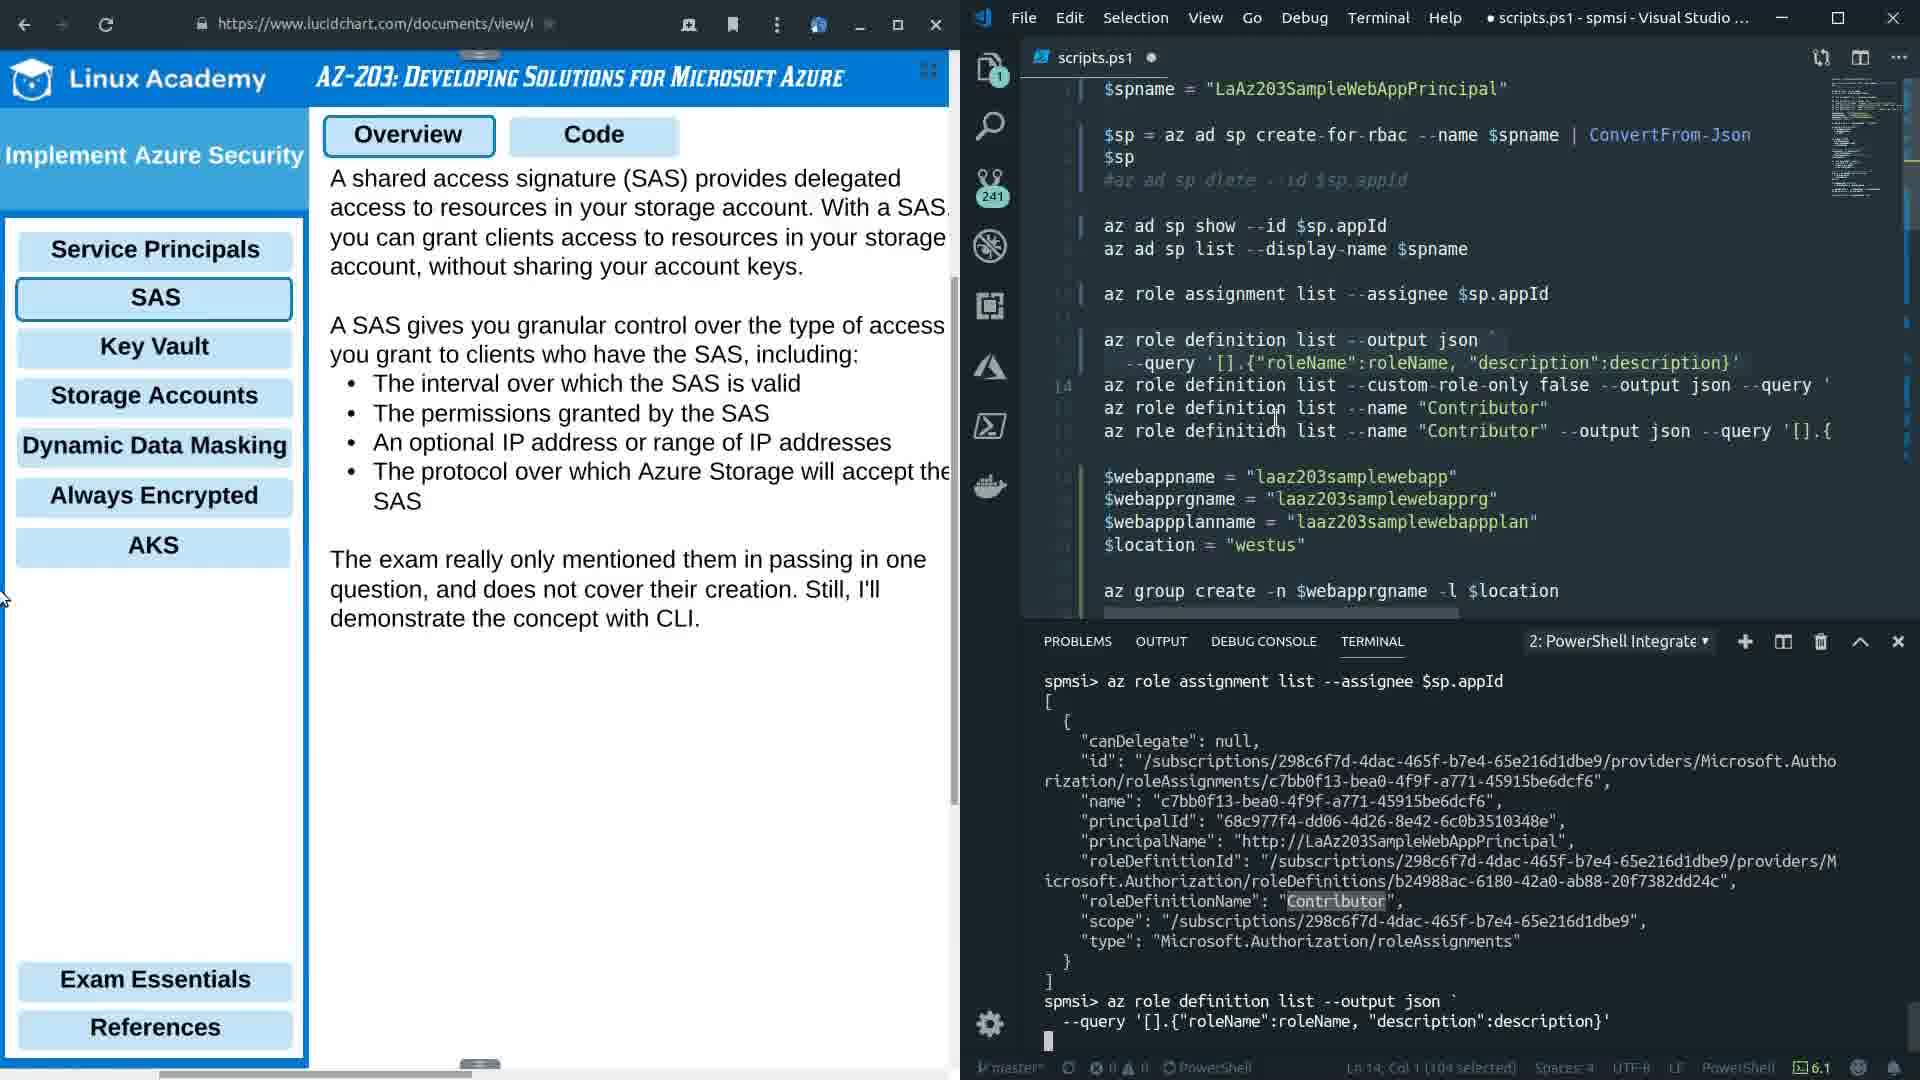 https://www.lucidchart.com/documents/view/
Linux Academy
AZ-203: Developing Solutions for Microsoft Azure
Implement Azure Security
Overview
Code
Service Principals
SAS
Key Vault
Storage Accounts
Dynamic Data Masking
Always Encrypted
AKS
Exam Essentials
References
A shared access signature (SAS) provides delegated
access to resources in your storage account. With a SAS,
you can grant clients access to resources in your storage
account, without sharing your account keys.
A SAS gives you granular control over the type of access
you grant to clients who have the SAS, including:
• The interval over which the SAS is valid
• The permissions granted by the SAS
• An optional IP address or range of IP addresses
• The protocol over which Azure Storage will accept the
SAS
The exam really only mentioned them in passing in one
question, and does not cover their creation. Still, I'll
demonstrate the concept with CLI.
File Edit Selection View Go Debug Terminal Help ● scripts.ps1 - spmsi - Visual Studio ...
scripts.ps1
1
241
$spname = "LaAz203SampleWebAppPrincipal"
$sp = az ad sp create-for-rbac --name $spname | ConvertFrom-Json
$sp
#az ad sp dlete --id $sp.appId
az ad sp show --id $sp.appId
az ad sp list --display-name $spname
az role assignment list --assignee $sp.appId
az role definition list --output json `
--query '[].{"roleName":roleName, "description":description}'
14 az role definition list --custom-role-only false --output json --query '
az role definition list --name "Contributor"
az role definition list --name "Contributor" --output json --query '[].{
$webappname = "laaz203samplewebapp"
$webapprgname = "laaz203samplewebapprg"
$webappplanname = "laaz203samplewebappplan"
$location = "westus"
az group create -n $webapprgname -l $location
PROBLEMS OUTPUT DEBUG CONSOLE TERMINAL 2: PowerShell Integrate
spmsi> az role assignment list --assignee $sp.appId
[
{
"canDelegate": null,
"id": "/subscriptions/298c6f7d-4dac-465f-b7e4-65e216d1dbe9/providers/Microsoft.Autho
rization/roleAssignments/c7bb0f13-bea0-4f9f-a771-45915be6dcf6",
"name": "c7bb0f13-bea0-4f9f-a771-45915be6dcf6",
"principalId": "68c977f4-dd06-4d26-8e42-6c0b3510348e",
"principalName": "http://LaAz203SampleWebAppPrincipal",
"roleDefinitionId": "/subscriptions/298c6f7d-4dac-465f-b7e4-65e216d1dbe9/providers/M
icrosoft.Authorization/roleDefinitions/b24988ac-6180-42a0-ab88-20f7382dd24c",
"roleDefinitionName": "Contributor",
"scope": "/subscriptions/298c6f7d-4dac-465f-b7e4-65e216d1dbe9",
"type": "Microsoft.Authorization/roleAssignments"
}
]
spmsi> az role definition list --output json `
--query '[].{"roleName":roleName, "description":description}'
master* 0 0 PowerShell Ln 14, Col 1 (104 selected) Spaces: 4 UTF-8 LF PowerShell 6.1